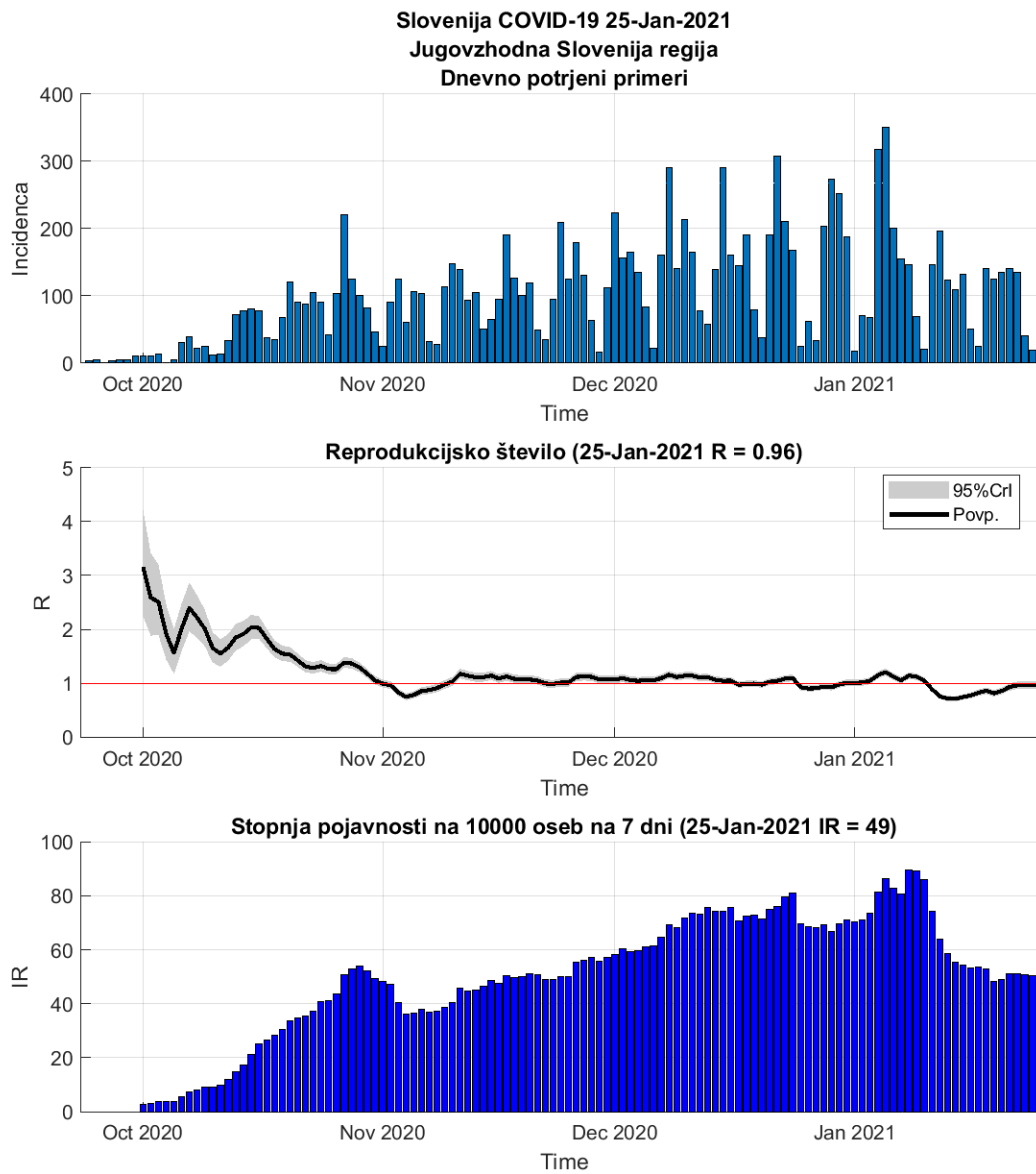 Slovenija COVID-19 25-Jan-2021
Jugovzhodna Slovenija regija
Dnevno potrjeni primeri
400
300
200
100
0
Incidenca
Oct 2020 Nov 2020 Dec 2020 Jan 2021
Time
Reprodukcijsko število (25-Jan-2021 R = 0.96)
5
4
3
2
1
0
R
95%CrI
Povp.
Oct 2020 Nov 2020 Dec 2020 Jan 2021
Time
Stopnja pojavnosti na 10000 oseb na 7 dni (25-Jan-2021 IR = 49)
100
80
60
40
20
0
IR
Oct 2020 Nov 2020 Dec 2020 Jan 2021
Time